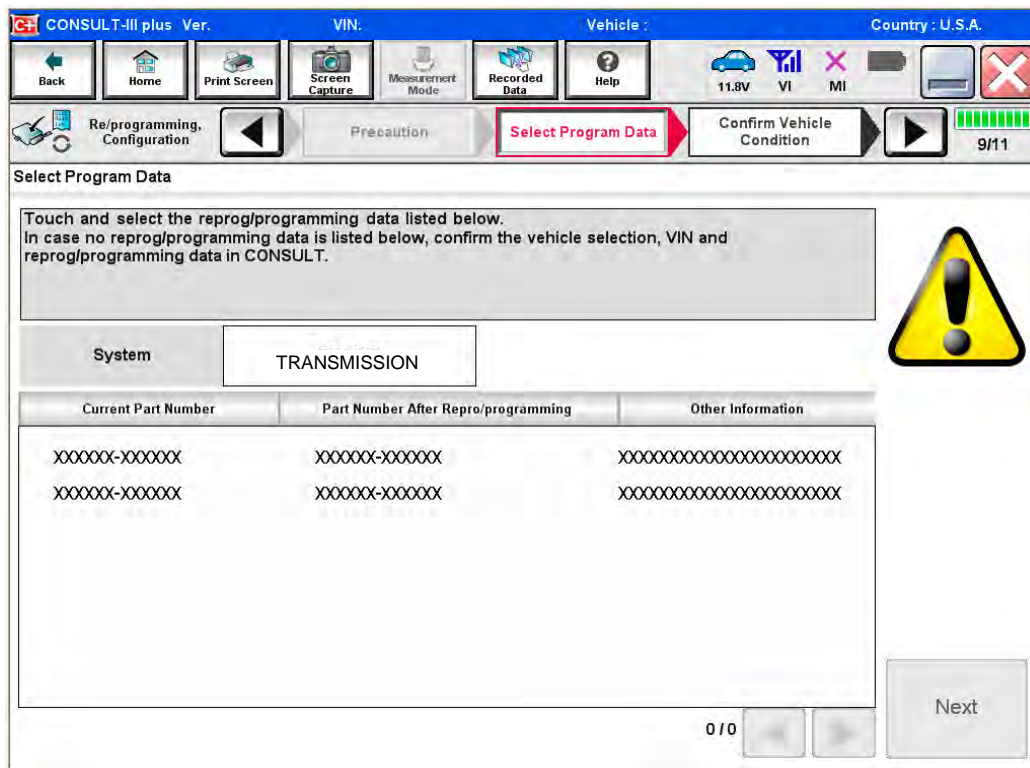 C+ CONSULT-III plus Ver. VIN: Vehicle : Country : U.S.A.
Back Home Print Screen Screen Capture Measurement Mode Recorded Data Help 11.8V VI MI
Re/programming, Configuration Precaution Select Program Data Confirm Vehicle Condition 9/11
Select Program Data
Touch and select the reprog/programming data listed below.
In case no reprog/programming data is listed below, confirm the vehicle selection, VIN and
reprog/programming data in CONSULT.
System TRANSMISSION
Current Part Number Part Number After Repro/programming Other Information
XXXXXX-XXXXXX XXXXXX-XXXXXX XXXXXXXXXXXXXXXXXXXXXX
XXXXXX-XXXXXX XXXXXX-XXXXXX XXXXXXXXXXXXXXXXXXXXXX
Next
0/0